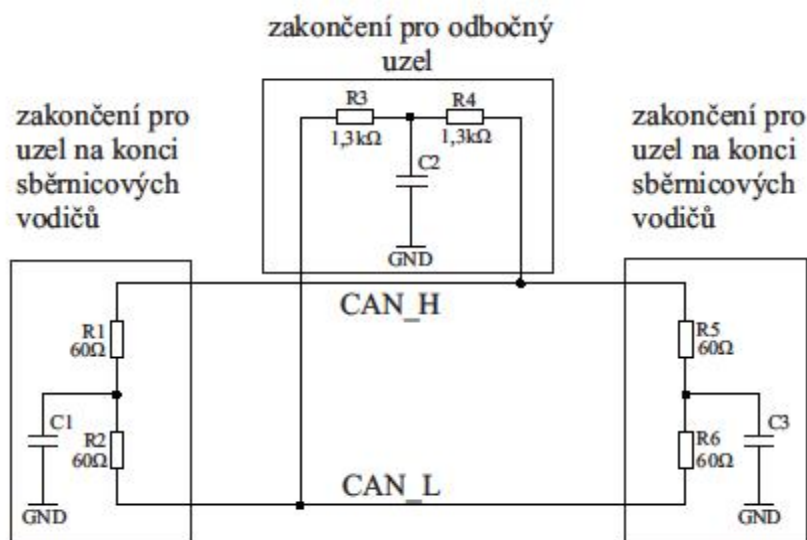 zakončení pro odbočný
uzel
R3
R4
1,3kΩ
1,3kΩ
C2
GND
zakončení pro
uzel na konci
sběrnicových
vodičů
zakončení pro
uzel na konci
sběrnicových
vodičů
CAN_H
R1
60Ω
R5
60Ω
C1
R2
60Ω
R6
60Ω
C3
CAN_L
GND
GND